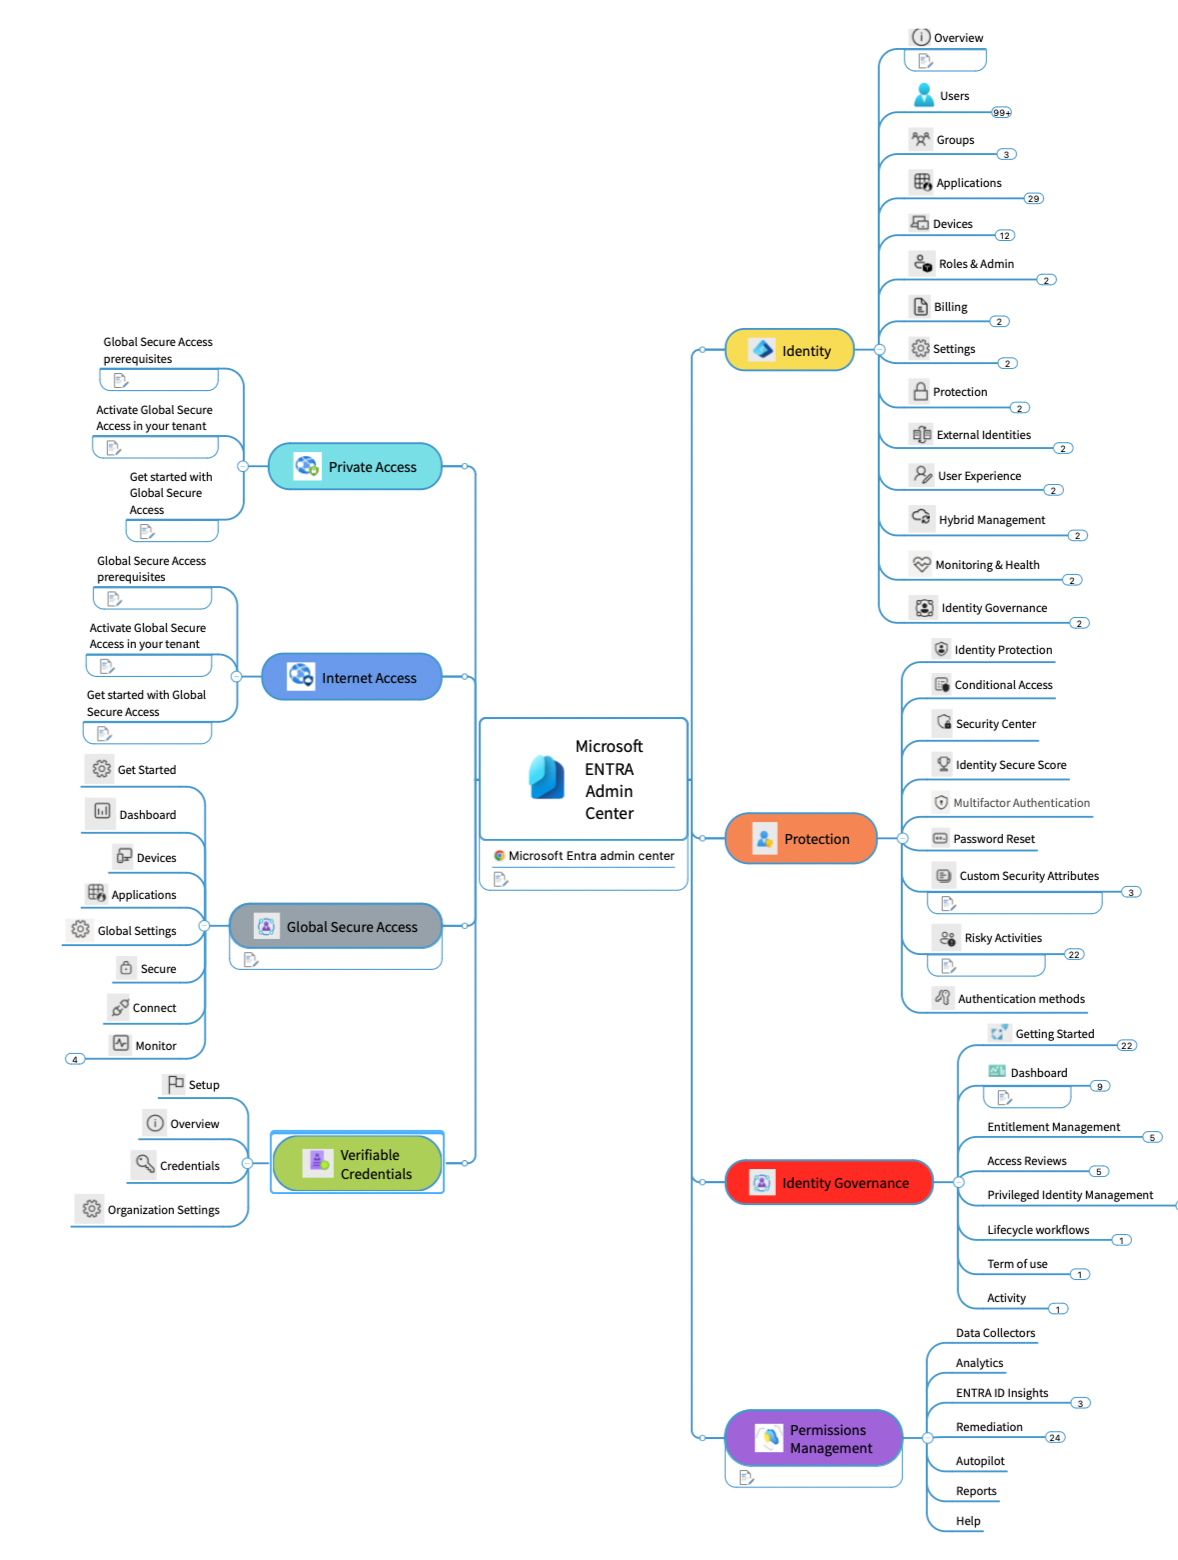 Microsoft
ENTRA
Admin
Center
Microsoft Entra admin center
Identity
Overview
Users
99+
Groups
3
Applications
29
Devices
12
Roles & Admin
2
Billing
2
Settings
2
Protection
2
External Identities
2
User Experience
2
Hybrid Management
2
Monitoring & Health
2
Identity Governance
2
Protection
Identity Protection
Conditional Access
Security Center
Identity Secure Score
Multifactor Authentication
Password Reset
Custom Security Attributes
3
Risky Activities
22
Authentication methods
Identity Governance
Getting Started
22
Dashboard
9
Entitlement Management
5
Access Reviews
5
Privileged Identity Management
Lifecycle workflows
1
Term of use
1
Activity
1
Permissions
Management
Data Collectors
Analytics
ENTRA ID Insights
3
Remediation
24
Autopilot
Reports
Help
Private Access
Global Secure Access
prerequisites
Activate Global Secure
Access in your tenant
Get started with
Global Secure
Access
Internet Access
Global Secure Access
prerequisites
Activate Global Secure
Access in your tenant
Get started with Global
Secure Access
Global Secure Access
Get Started
Dashboard
Devices
Applications
Global Settings
Secure
Connect
Monitor
4
Verifiable
Credentials
Setup
Overview
Credentials
Organization Settings